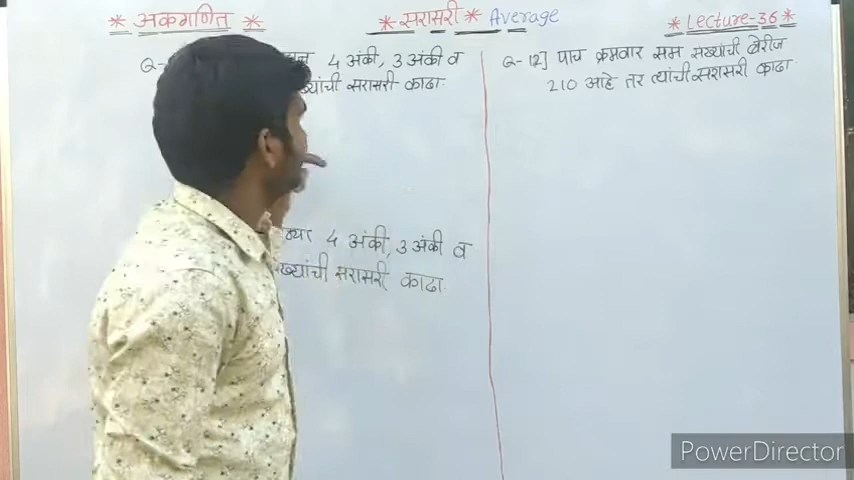 * अंकगणित *
* सरासरी * Average
* Lecture-36 *
Q- 4 अंकी, 3 अंकी व
ख्यांची सरासरी काढा.
4 अंकी, 3 अंकी व
ख्यांची सरासरी काढा.
Q-12] पाच क्रमवार सम संख्यांची बेरीज
210 आहे तर त्यांची सरासरी काढा.
PowerDirector